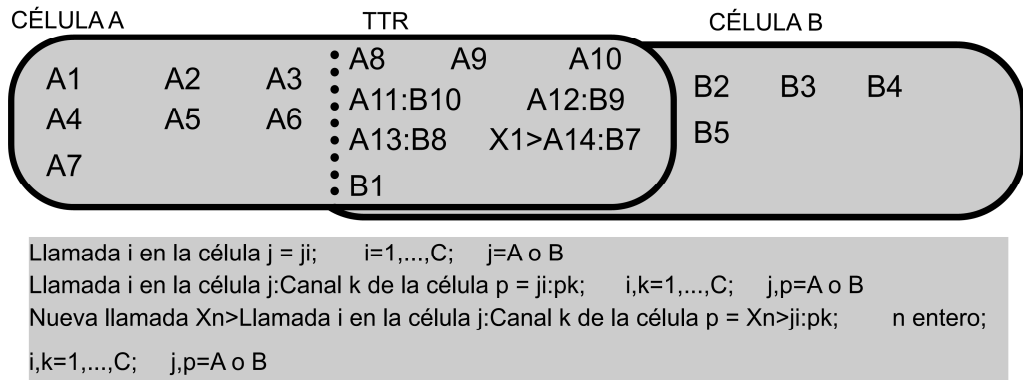 CÉLULA A TTR CÉLULA B
A1 A2 A3 A8 A9 A10 B2 B3 B4
A4 A5 A6 A11:B10 A12:B9 B5
A7 A13:B8 X1>A14:B7
B1
Llamada i en la célula j = ji; i=1,...,C; j=A o B
Llamada i en la célula j:Canal k de la célula p = ji:pk; i,k=1,...,C; j,p=A o B
Nueva llamada Xn>Llamada i en la célula j:Canal k de la célula p = Xn>ji:pk; n entero;
i,k=1,...,C; j,p=A o B